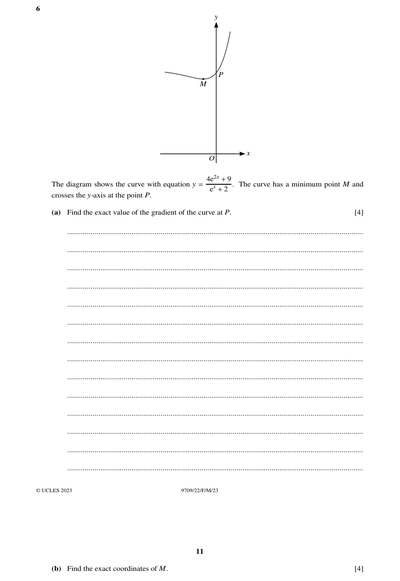 6
y
P
M
O
x
The diagram shows the curve with equation y = \frac{4e^{2x} + 9}{e^{x} + 2}. The curve has a minimum point M and
crosses the y-axis at the point P.
(a) Find the exact value of the gradient of the curve at P. [4]
© UCLES 2023 9709/22/F/M/23
11
(b) Find the exact coordinates of M. [4]